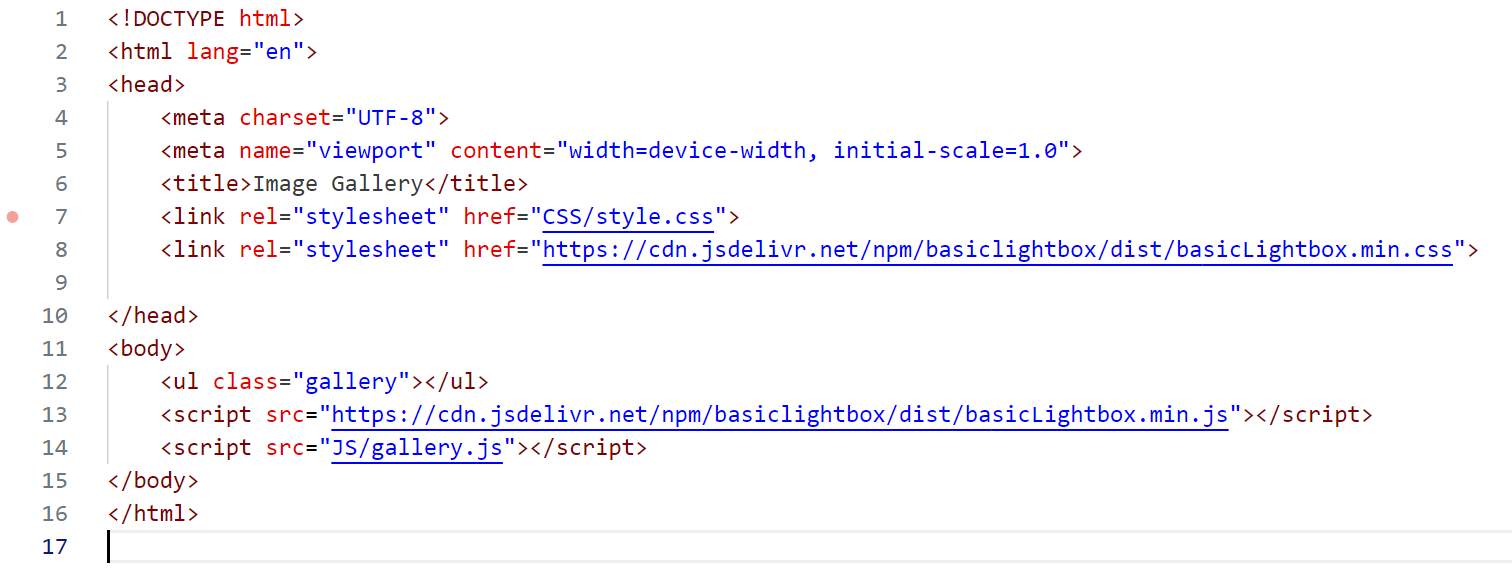 1 <!DOCTYPE html>
2 <html lang="en">
3 <head>
4     <meta charset="UTF-8">
5     <meta name="viewport" content="width=device-width, initial-scale=1.0">
6     <title>Image Gallery</title>
7     <link rel="stylesheet" href="CSS/style.css">
8     <link rel="stylesheet" href="https://cdn.jsdelivr.net/npm/basiclightbox/dist/basicLightbox.min.css">
9
10 </head>
11 <body>
12     <ul class="gallery"></ul>
13     <script src="https://cdn.jsdelivr.net/npm/basiclightbox/dist/basicLightbox.min.js"></script>
14     <script src="JS/gallery.js"></script>
15 </body>
16 </html>
17